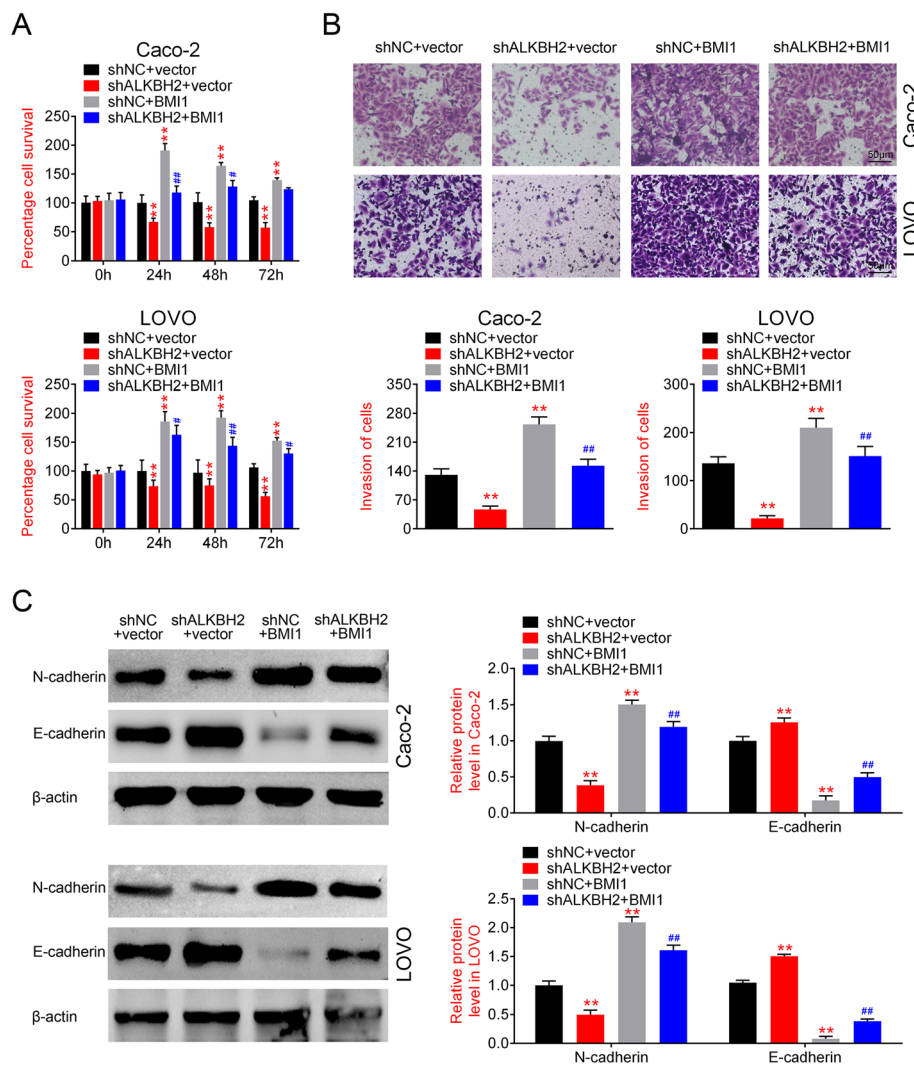 A
Caco-2
shNC+vector
shALKBH2+vector
shNC+BMI1
shALKBH2+BMI1
Percentage cell survival
250
200
150
100
50
0
** ** ## ** ** # ** **
0h 24h 48h 72h
LOVO
shNC+vector
shALKBH2+vector
shNC+BMI1
shALKBH2+BMI1
Percentage cell survival
250
200
150
100
50
0
** ** # ** ** ## ** ** #
0h 24h 48h 72h
B
shNC+vector shALKBH2+vector shNC+BMI1 shALKBH2+BMI1
Caco-2
50μm
LOVO
50μm
Caco-2
shNC+vector
shALKBH2+vector
shNC+BMI1
shALKBH2+BMI1
Invasion of cells
350
280
210
140
70
0
** ** ##
LOVO
shNC+vector
shALKBH2+vector
shNC+BMI1
shALKBH2+BMI1
Invasion of cells
300
200
100
0
** ** ##
C
shNC shALKBH2 shNC shALKBH2
+vector +vector +BMI1 +BMI1
N-cadherin
E-cadherin
β-actin
Caco-2
N-cadherin
E-cadherin
β-actin
LOVO
shNC+vector
shALKBH2+vector
shNC+BMI1
shALKBH2+BMI1
Relative protein
level in Caco-2
2.0
1.5
1.0
0.5
0.0
** ** ## ** ** ##
N-cadherin E-cadherin
shNC+vector
shALKBH2+vector
shNC+BMI1
shALKBH2+BMI1
Relative protein
level in LOVO
2.5
2.0
1.5
1.0
0.5
0.0
** ** ## ** ** ##
N-cadherin E-cadherin